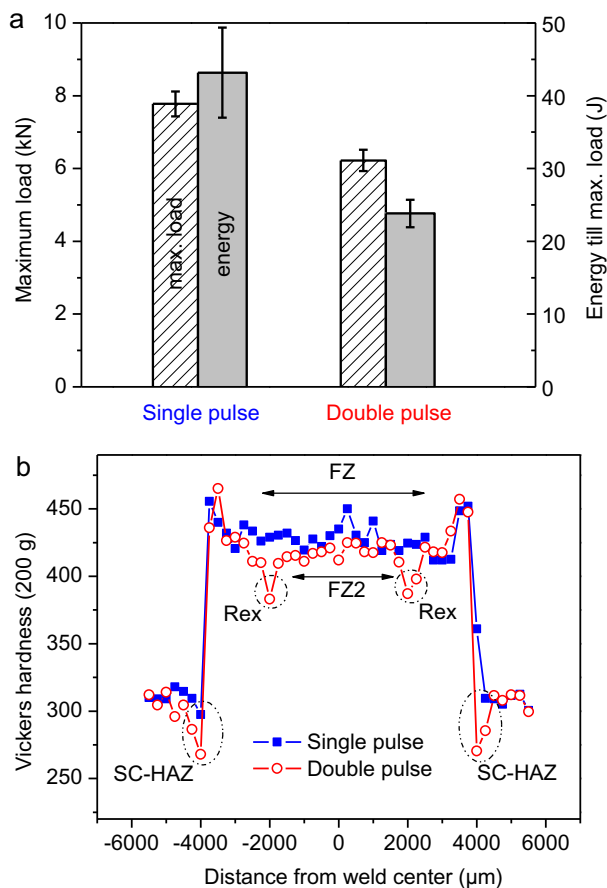 a
Maximum load (kN)
10
8
6
4
2
0
max. load
energy
50
40
30
20
10
0
Energy till max. load (J)
Single pulse
Double pulse
b
Vickers hardness (200 g)
450
400
350
300
250
FZ
FZ2
Rex
Rex
Single pulse
Double pulse
SC-HAZ
SC-HAZ
-6000 -4000 -2000 0 2000 4000 6000
Distance from weld center (µm)